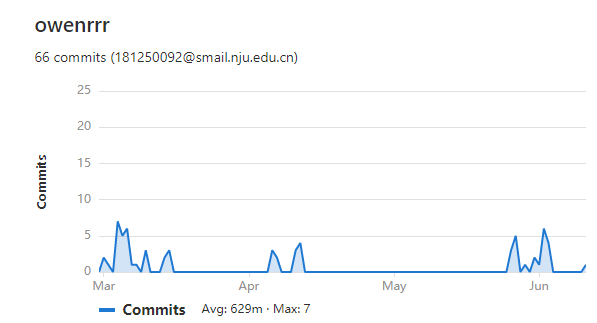 owenrrr
66 commits (181250092@smail.nju.edu.cn)
25
20
15
10
5
0
Commits
Mar Apr May Jun
Commits Avg: 629m · Max: 7